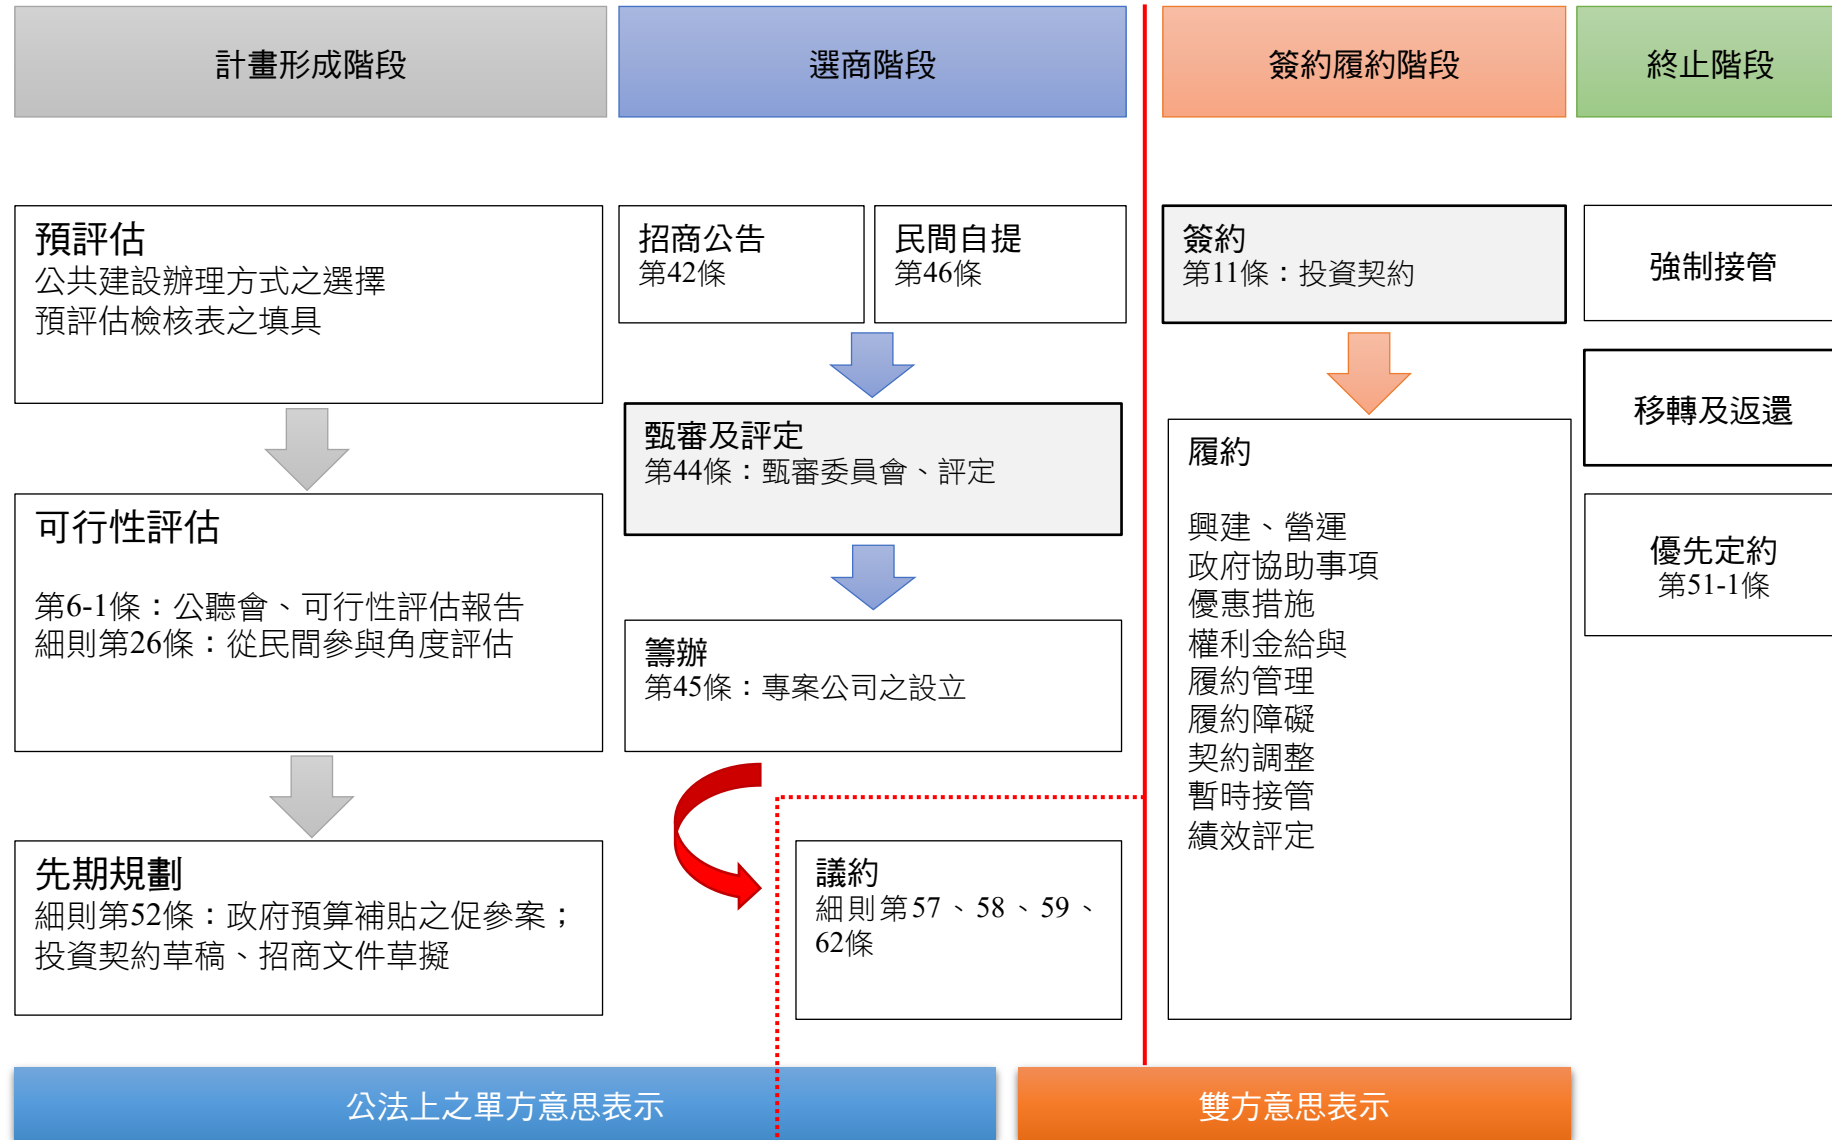 計畫形成階段
選商階段
簽約履約階段
終止階段
預評估
公共建設辦理方式之選擇
預評估檢核表之填具
可行性評估
第6-1條：公聽會、可行性評估報告
細則第26條：從民間參與角度評估
先期規劃
細則第52條：政府預算補貼之促參案；
投資契約草稿、招商文件草擬
招商公告
第42條
民間自提
第46條
甄審及評定
第44條：甄審委員會、評定
籌辦
第45條：專案公司之設立
議約
細則第57、58、59、
62條
簽約
第11條：投資契約
履約
興建、營運
政府協助事項
優惠措施
權利金給與
履約管理
履約障礙
契約調整
暫時接管
績效評定
強制接管
移轉及返還
優先定約
第51-1條
公法上之單方意思表示
雙方意思表示